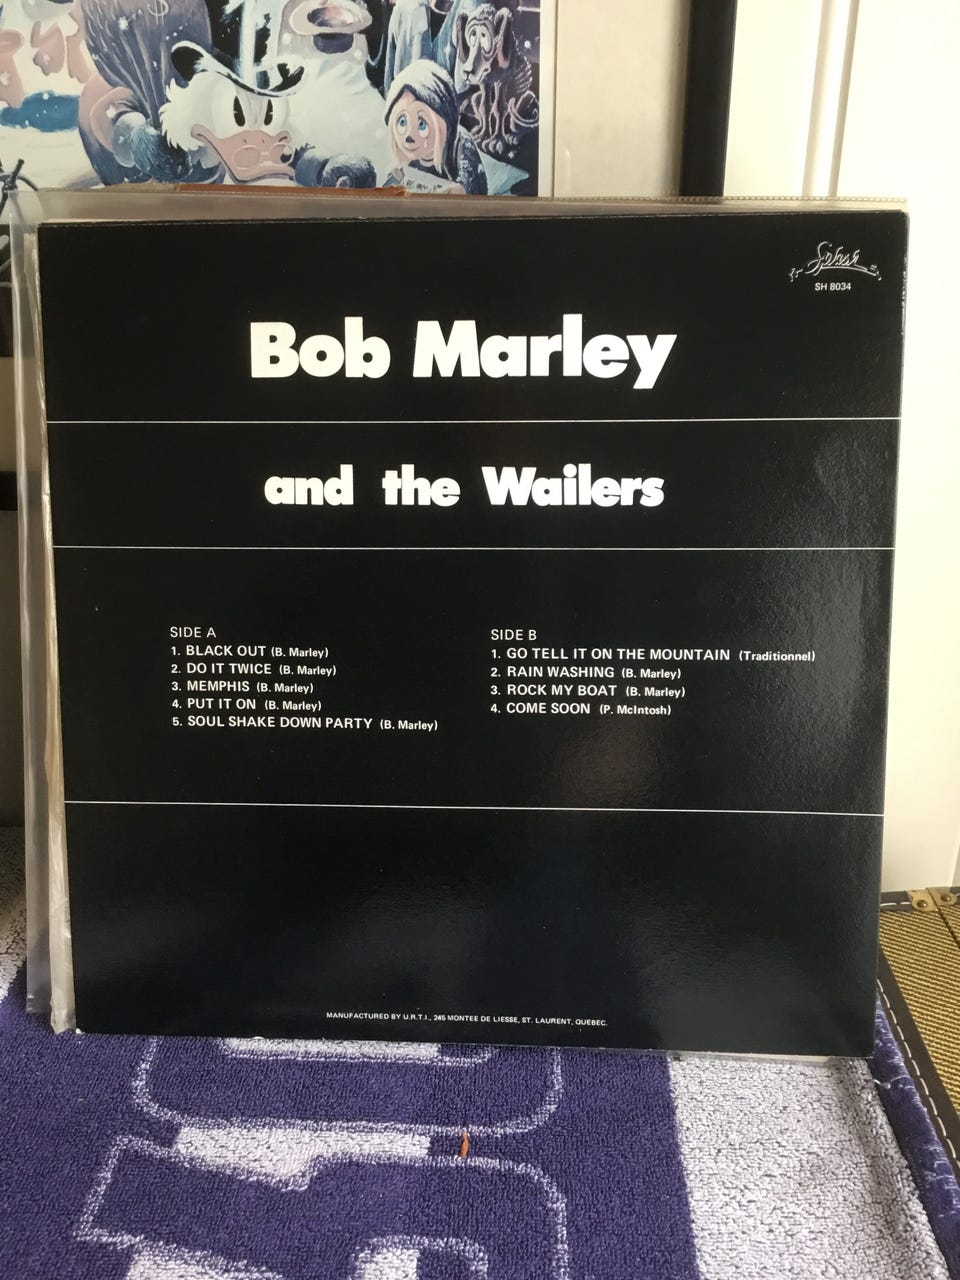 SH 8034
Bob Marley
and the Wailers
SIDE A
1. BLACK OUT (B. Marley)
2. DO IT TWICE (B. Marley)
3. MEMPHIS (B. Marley)
4. PUT IT ON (B. Marley)
5. SOUL SHAKE DOWN PARTY (B. Marley)
SIDE B
1. GO TELL IT ON THE MOUNTAIN (Traditionnel)
2. RAIN WASHING (B. Marley)
3. ROCK MY BOAT (B. Marley)
4. COME SOON (P. McIntosh)
MANUFACTURED BY U.R.T.I., 245 MONTEE DE LIESSE, ST. LAURENT, QUEBEC.